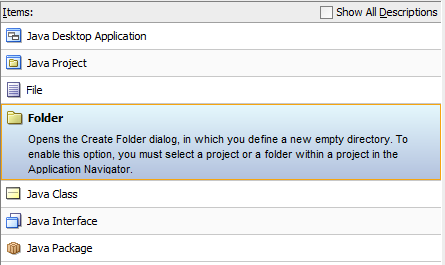 Items: Show All Descriptions
Java Desktop Application
Java Project
File
Folder
Opens the Create Folder dialog, in which you define a new empty directory. To
enable this option, you must select a project or a folder within a project in the
Application Navigator.
Java Class
Java Interface
Java Package